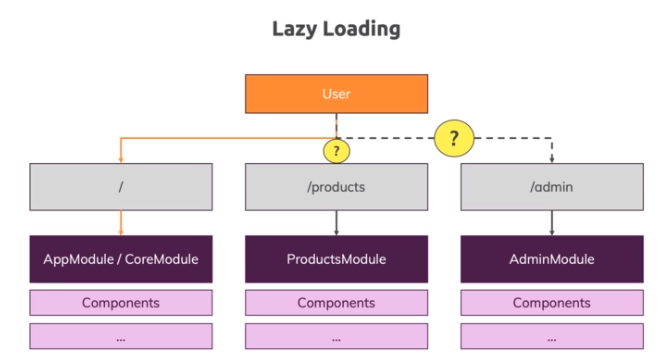 Lazy Loading
User
?
?
/
/products
/admin
AppModule / CoreModule
ProductsModule
AdminModule
Components
Components
Components
...
...
...